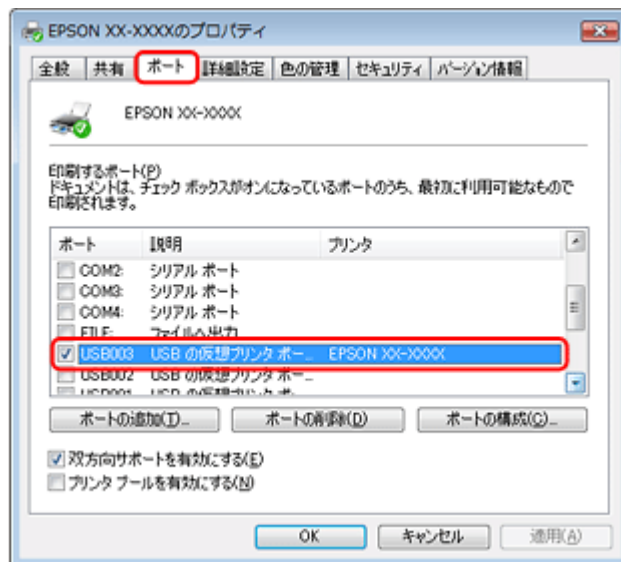 EPSON XX-XXXXのプロパティ
全般 共有 ポート 詳細設定 色の管理 セキュリティ バージョン情報
EPSON XX-XXXX
印刷するポート(P)
ドキュメントは、チェック ボックスがオンになっているポートのうち、最初に利用可能なもので
印刷されます。
ポート 説明 プリンタ
COM2: シリアル ポート
COM3: シリアル ポート
COM4: シリアル ポート
FILE: ファイルへ出力
USB003 USB の仮想プリンタ ポー... EPSON XX-XXXX
USB002 USB の仮想プリンタ ポー...
USB001 USB の仮想プリンタ ポー
ポートの追加(T)... ポートの削除(D) ポートの構成(C)...
双方向サポートを有効にする(E)
プリンタ プールを有効にする(N)
OK キャンセル 適用(A)